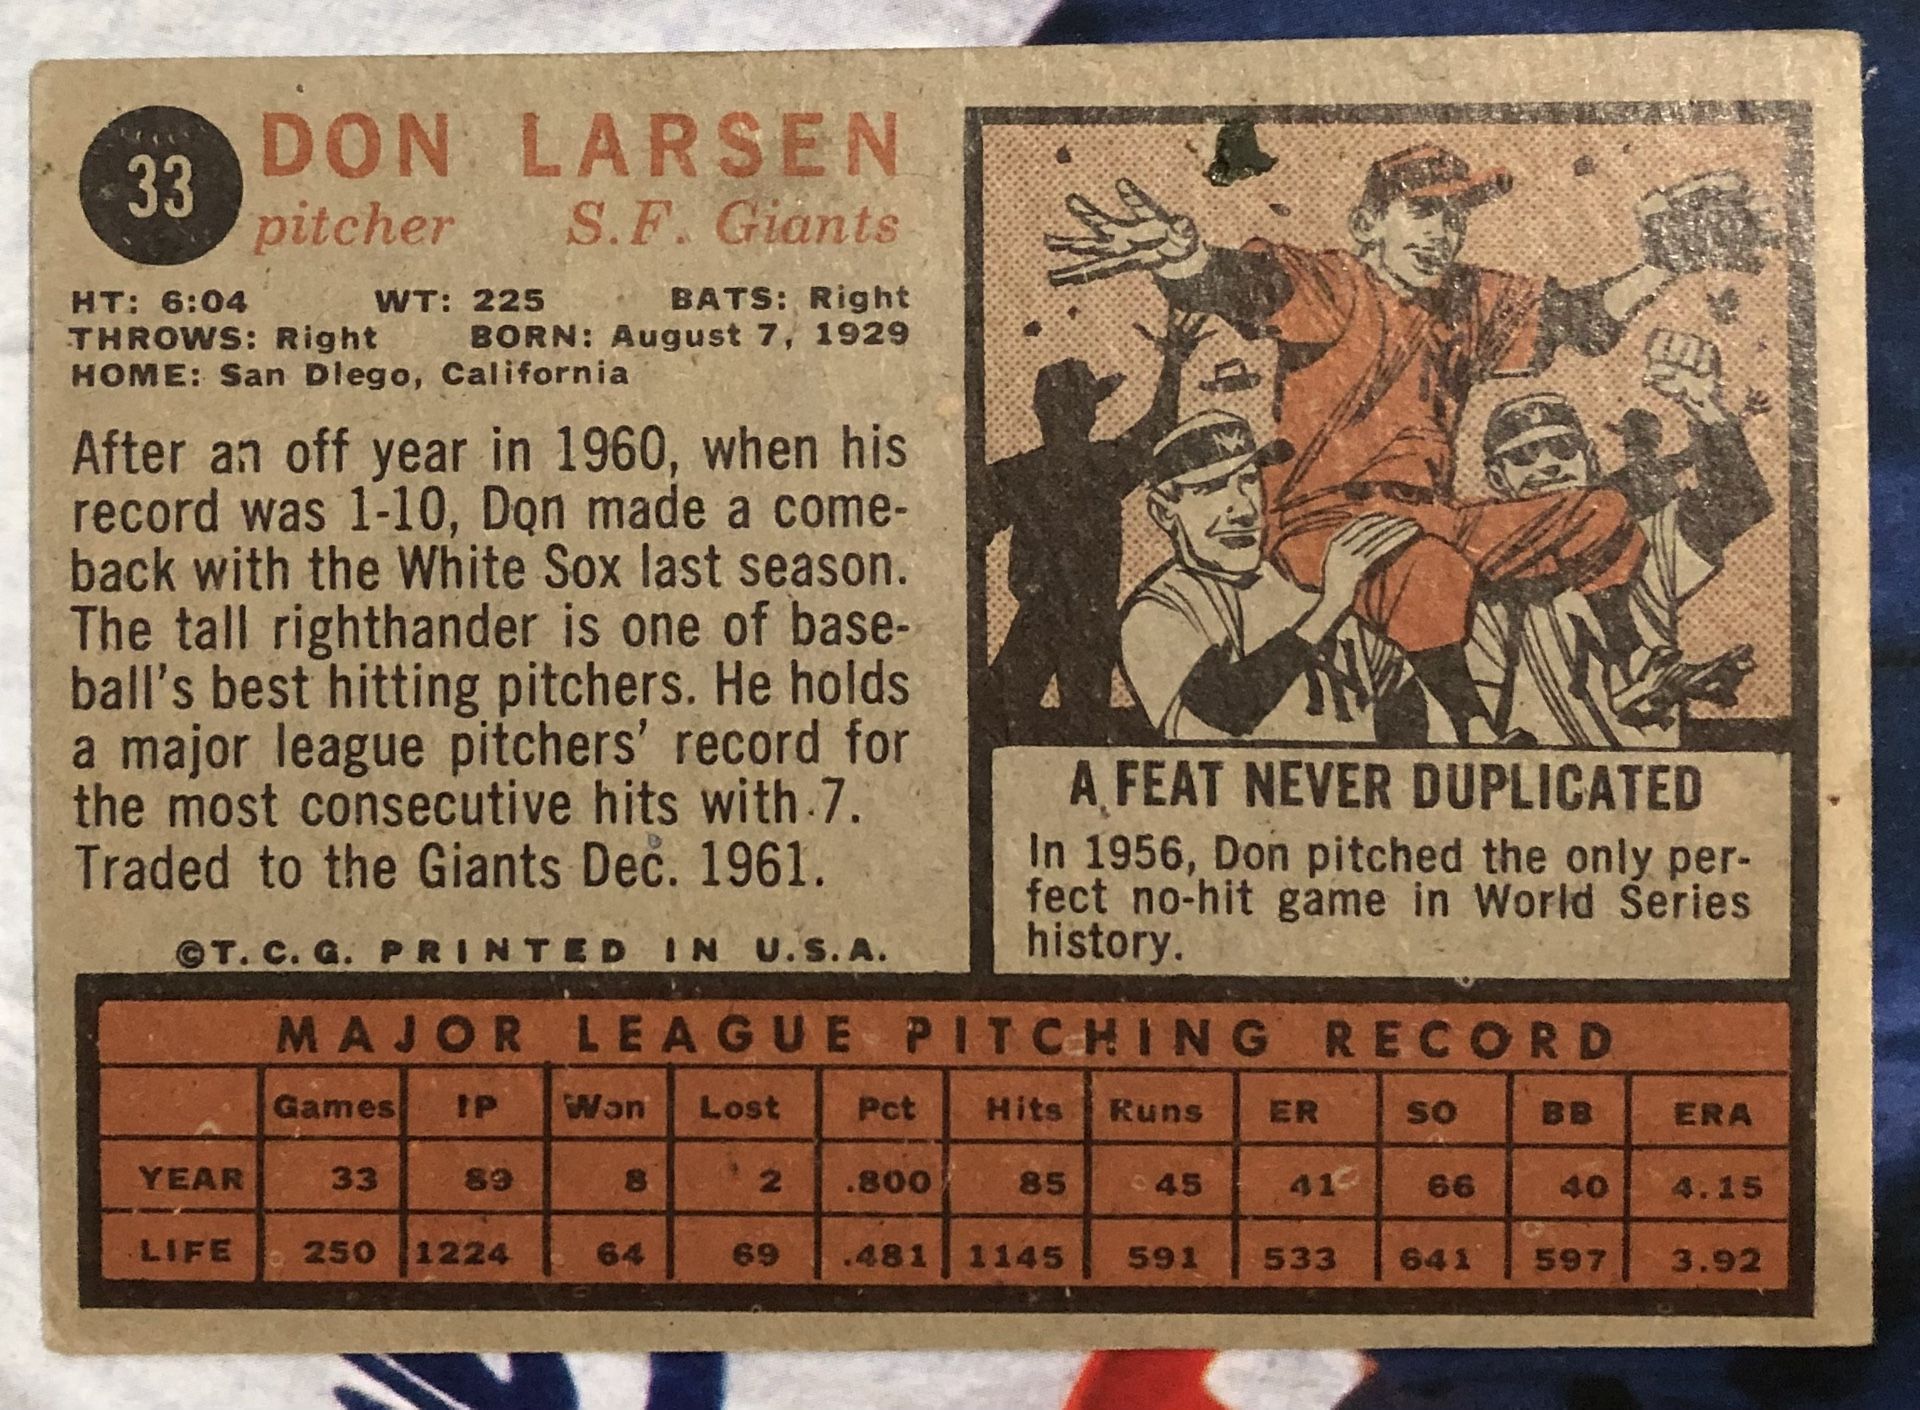 33
DON LARSEN
pitcher S.F. Giants
HT: 6:04 WT: 225 BATS: Right
THROWS: Right BORN: August 7, 1929
HOME: San Diego, California
After an off year in 1960, when his
record was 1-10, Don made a come-
back with the White Sox last season.
The tall righthander is one of base-
ball's best hitting pitchers. He holds
a major league pitchers' record for
the most consecutive hits with 7.
Traded to the Giants Dec. 1961.
©T.C.G. PRINTED IN U.S.A.
NY
NY
A FEAT NEVER DUPLICATED
In 1956, Don pitched the only per-
fect no-hit game in World Series
history.
MAJOR LEAGUE PITCHING RECORD
Games IP Won Lost Pct Hits Runs ER SO BB ERA
YEAR 33 89 8 2 .800 85 45 41 66 40 4.15
LIFE 250 1224 64 69 .481 1145 591 533 641 597 3.92